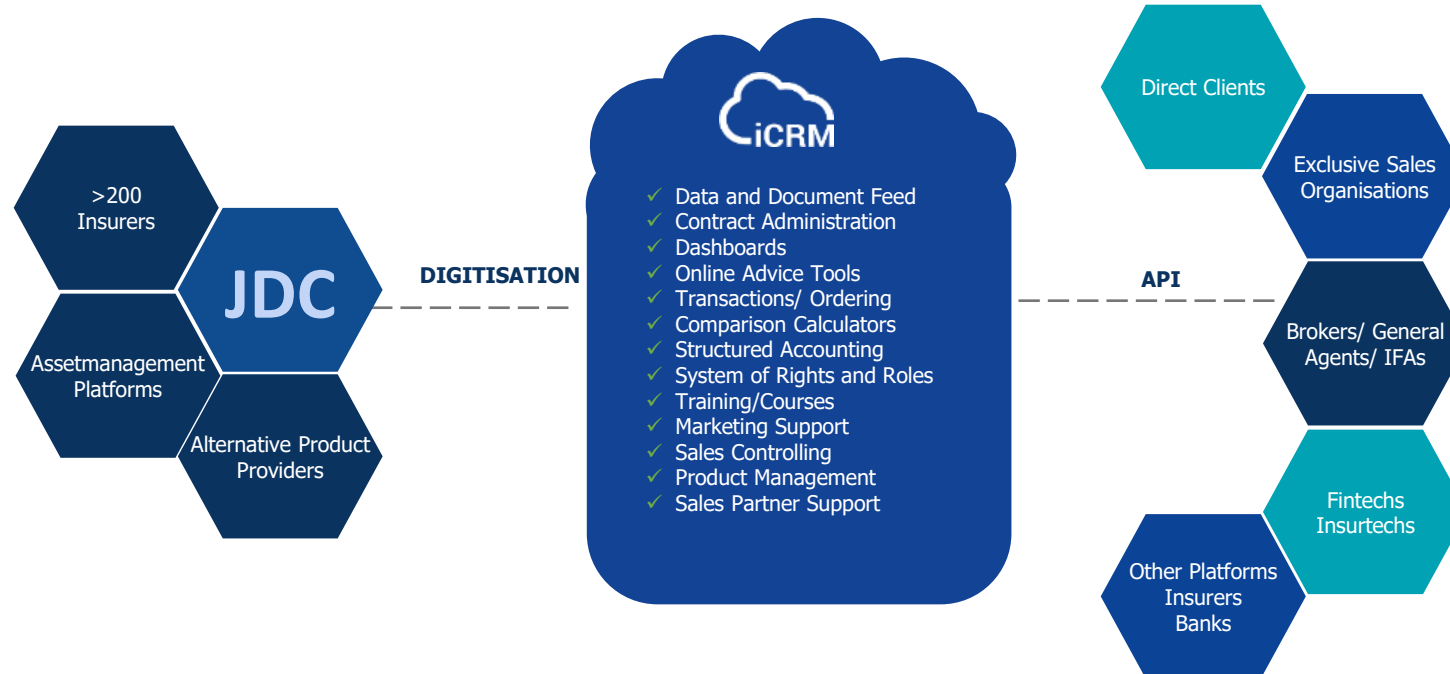 >200
Insurers
JDC
Assetmanagement
Platforms
Alternative Product
Providers
DIGITISATION
iCRM
Data and Document Feed
Contract Administration
Dashboards
Online Advice Tools
Transactions/ Ordering
Comparison Calculators
Structured Accounting
System of Rights and Roles
Training/Courses
Marketing Support
Sales Controlling
Product Management
Sales Partner Support
API
Direct Clients
Exclusive Sales
Organisations
Brokers/ General
Agents/ IFAs
Fintechs
Insurtechs
Other Platforms
Insurers
Banks